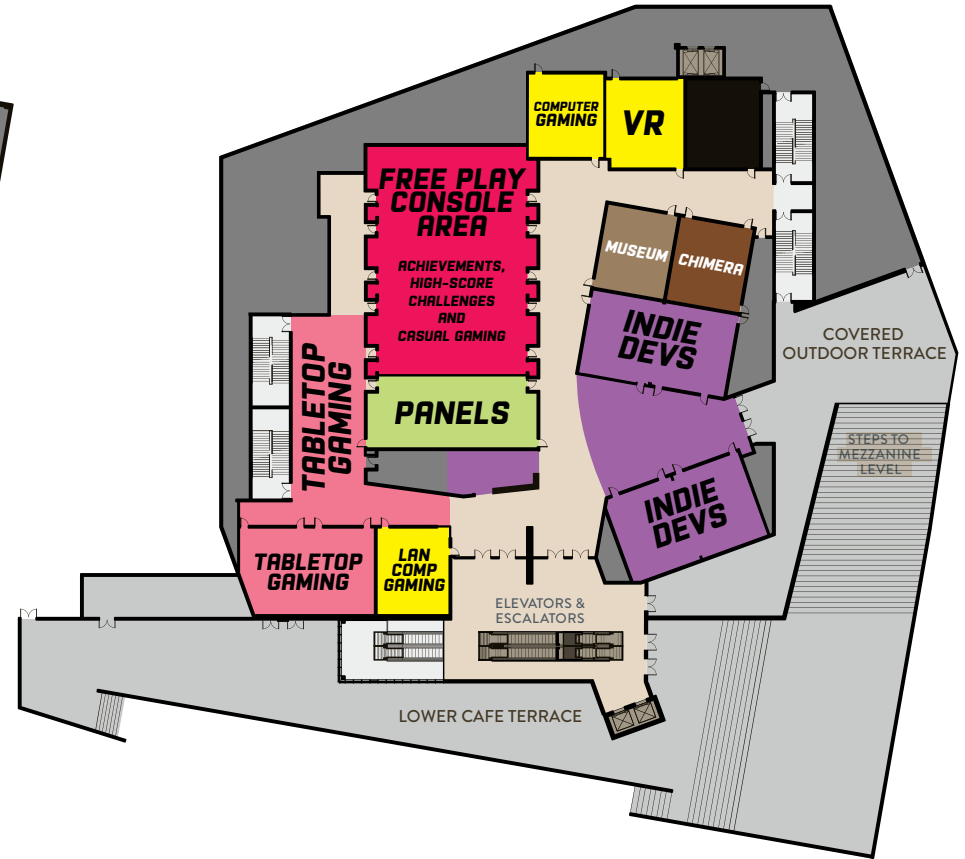 COMPUTER
GAMING
VR
FREE PLAY
CONSOLE
AREA
ACHIEVEMENTS,
HIGH-SCORE
CHALLENGES
AND
CASUAL GAMING
MUSEUM
CHIMERA
INDIE
DEVS
COVERED
OUTDOOR TERRACE
TABLETOP
GAMING
PANELS
STEPS TO
MEZZANINE
LEVEL
INDIE
DEVS
TABLETOP
GAMING
LAN
COMP
GAMING
ELEVATORS &
ESCALATORS
LOWER CAFE TERRACE